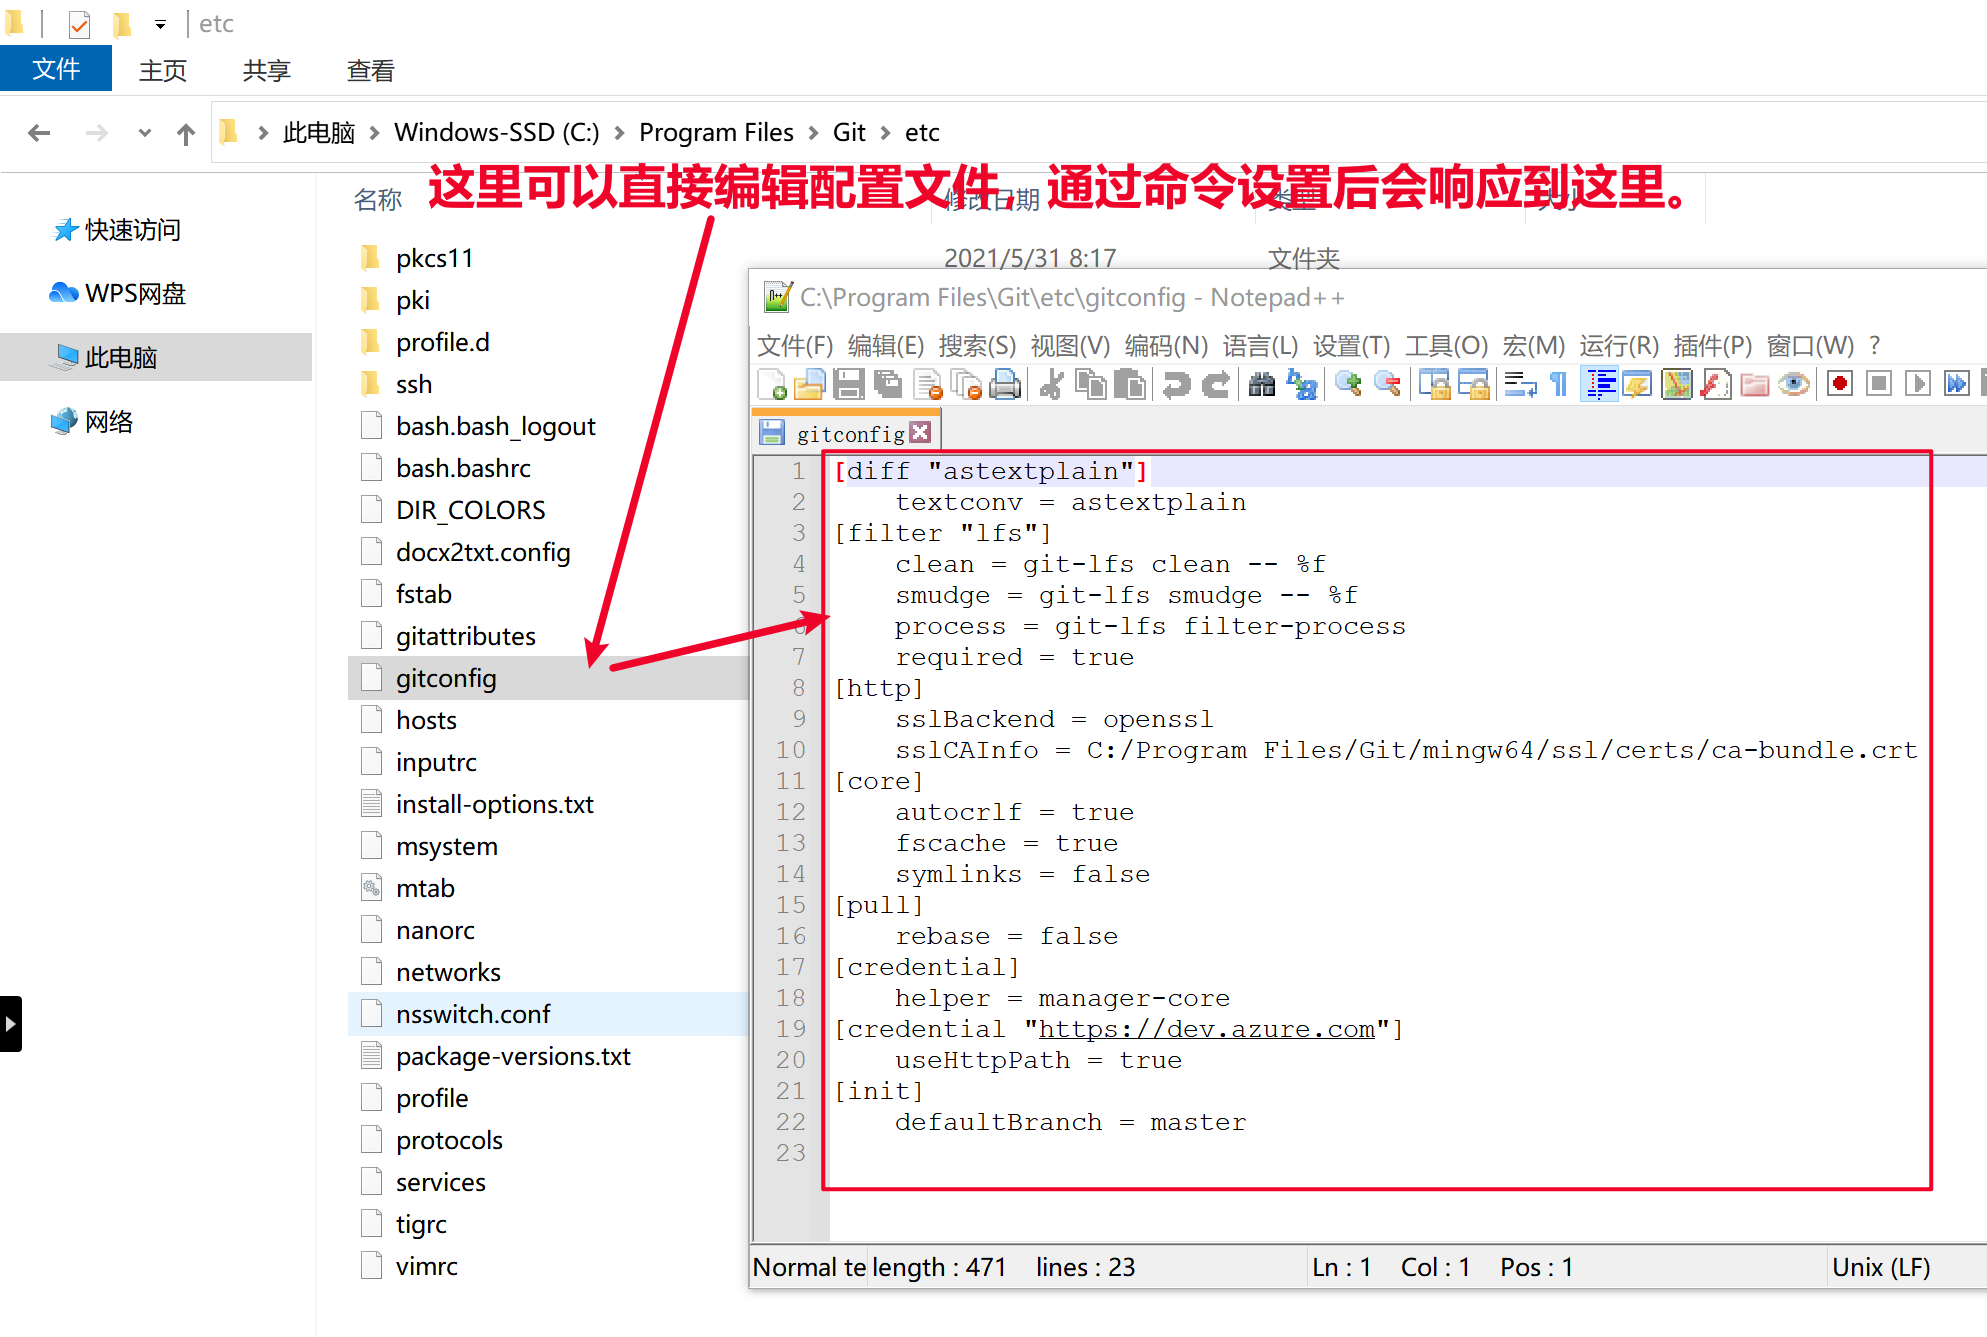 etc
文件 主页 共享 查看
此电脑 Windows-SSD (C:) Program Files Git etc
这里可以直接编辑配置文件，通过命令设置后会响应到这里。
名称 修改日期 类型 大小
快速访问
WPS网盘
此电脑
网络
pkcs11 2021/5/31 8:17 文件夹
pki
profile.d
ssh
bash.bash_logout
bash.bashrc
DIR_COLORS
docx2txt.config
fstab
gitattributes
gitconfig
hosts
inputrc
install-options.txt
msystem
mtab
nanorc
networks
nsswitch.conf
package-versions.txt
profile
protocols
services
tigrc
vimrc
C:\Program Files\Git\etc\gitconfig - Notepad++
文件(F) 编辑(E) 搜索(S) 视图(V) 编码(N) 语言(L) 设置(T) 工具(O) 宏(M) 运行(R) 插件(P) 窗口(W) ?
gitconfig
1 [diff "astextplain"]
2 textconv = astextplain
3 [filter "lfs"]
4 clean = git-lfs clean -- %f
5 smudge = git-lfs smudge -- %f
6 process = git-lfs filter-process
7 required = true
8 [http]
9 sslBackend = openssl
10 sslCAInfo = C:/Program Files/Git/mingw64/ssl/certs/ca-bundle.crt
11 [core]
12 autocrlf = true
13 fscache = true
14 symlinks = false
15 [pull]
16 rebase = false
17 [credential]
18 helper = manager-core
19 [credential "https://dev.azure.com"]
20 useHttpPath = true
21 [init]
22 defaultBranch = master
23
Normal te length : 471 lines : 23 Ln : 1 Col : 1 Pos : 1 Unix (LF)